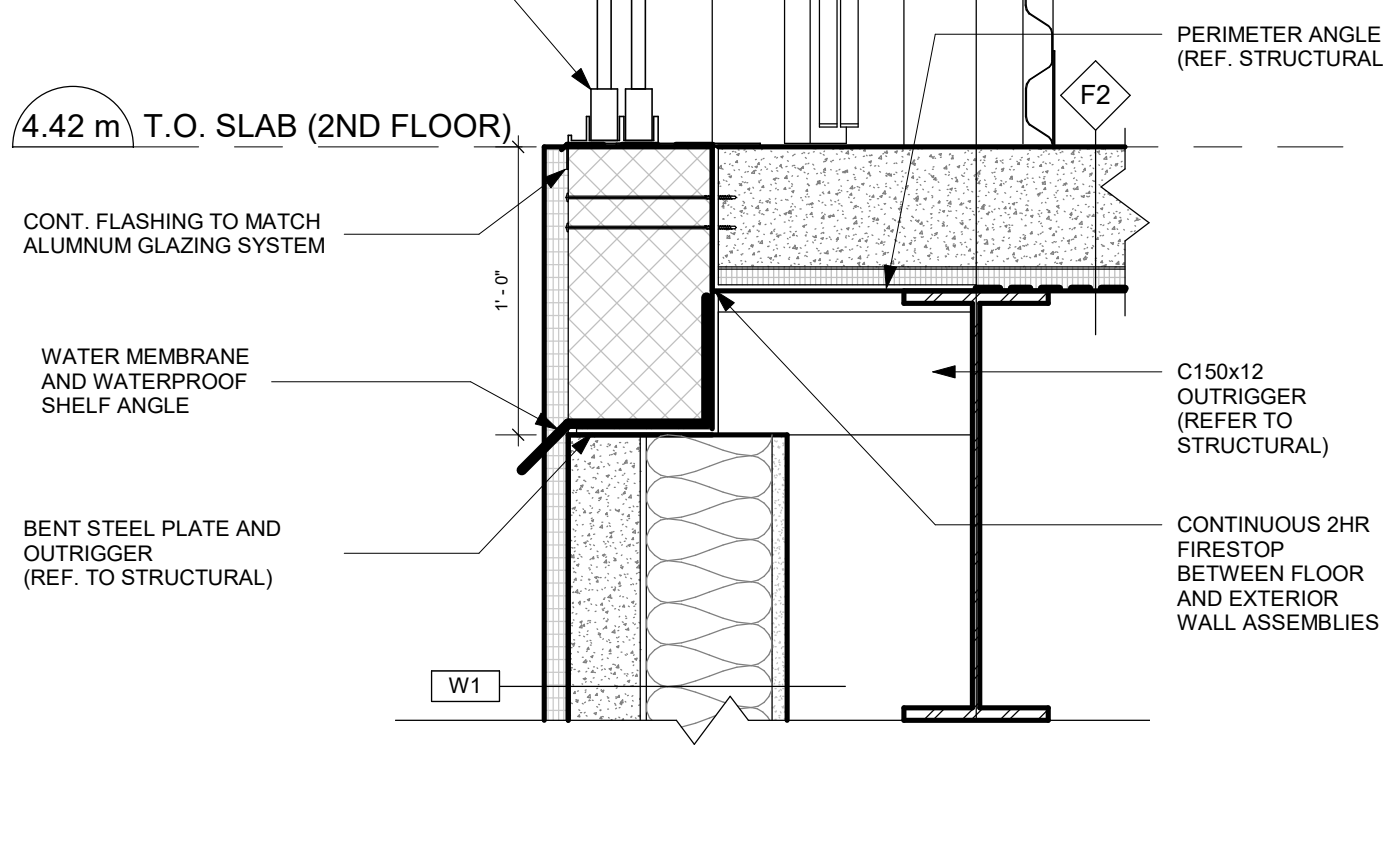 PERIMETER ANGLE
(REF. STRUCTURAL
F2
4.42 m
T.O. SLAB (2ND FLOOR)
CONT. FLASHING TO MATCH
ALUMNUM GLAZING SYSTEM
1' - 0"
WATER MEMBRANE
AND WATERPROOF
SHELF ANGLE
C150x12
OUTRIGGER
(REFER TO
STRUCTURAL)
BENT STEEL PLATE AND
OUTRIGGER
(REF. TO STRUCTURAL)
CONTINUOUS 2HR
FIRESTOP
BETWEEN FLOOR
AND EXTERIOR
WALL ASSEMBLIES
W1